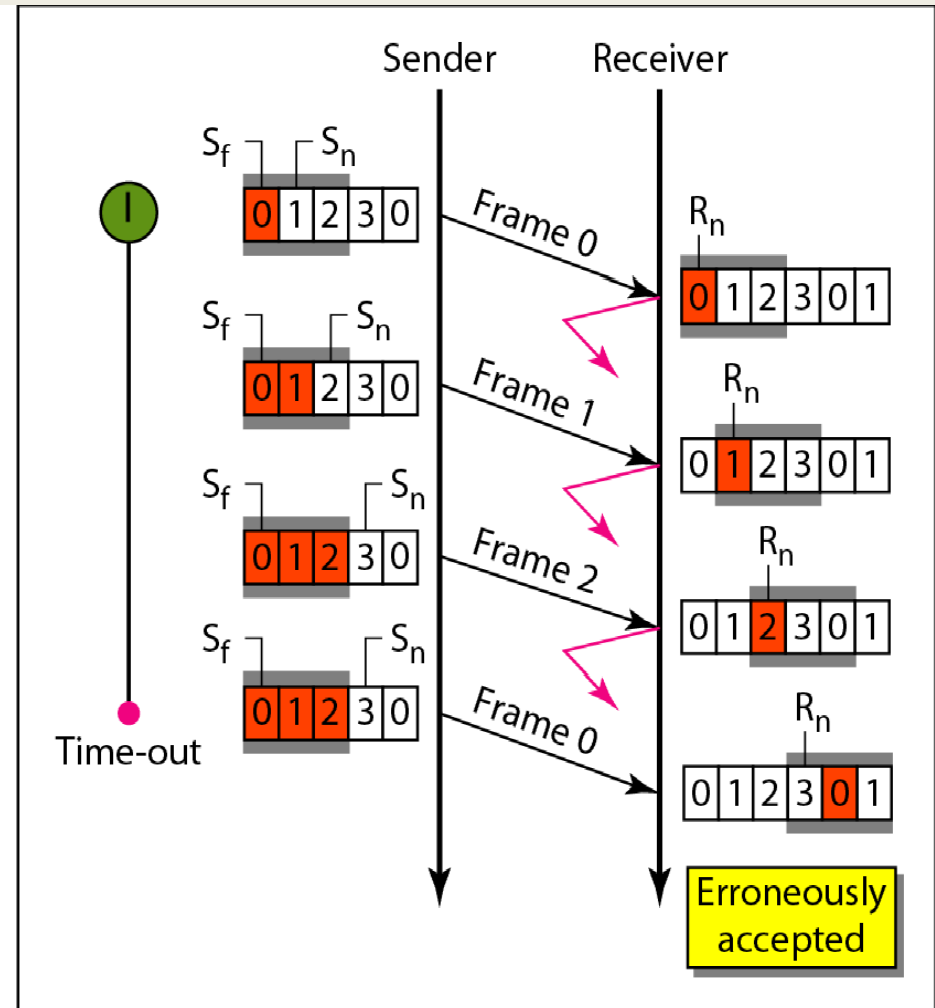 Sender Receiver
Sf Sn
0 1 2 3 0
Frame 0
Rn
0 1 2 3 0 1
Sf Sn
0 1 2 3 0
Frame 1
Rn
0 1 2 3 0 1
Sf Sn
0 1 2 3 0
Frame 2
Rn
0 1 2 3 0 1
Sf Sn
0 1 2 3 0
Time-out
Frame 0
Rn
0 1 2 3 0 1
Erroneously
accepted